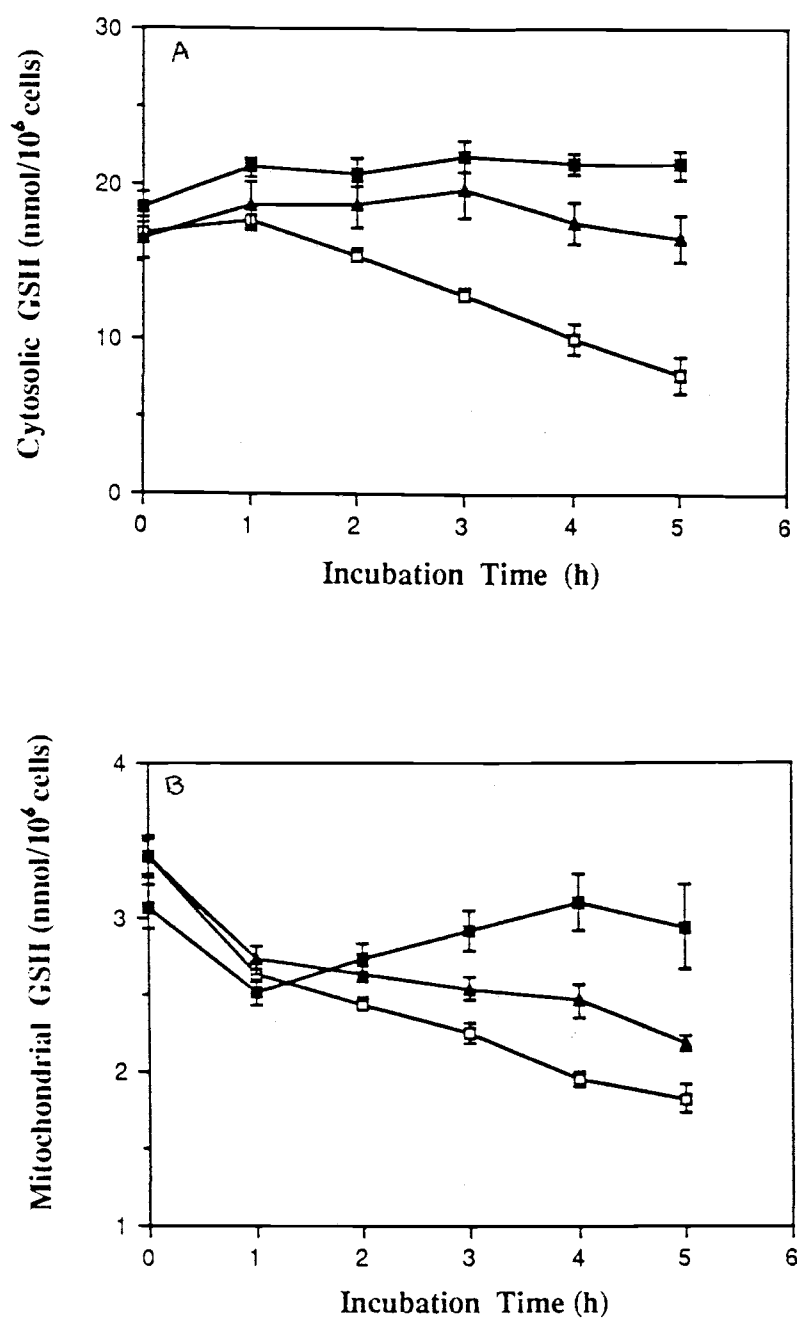 A
30
20
10
0
0 1 2 3 4 5 6
Cytosolic GSH (nmol/10⁶ cells)
Incubation Time (h)
B
4
3
2
1
0 1 2 3 4 5 6
Mitochondrial GSH (nmol/10⁶ cells)
Incubation Time (h)